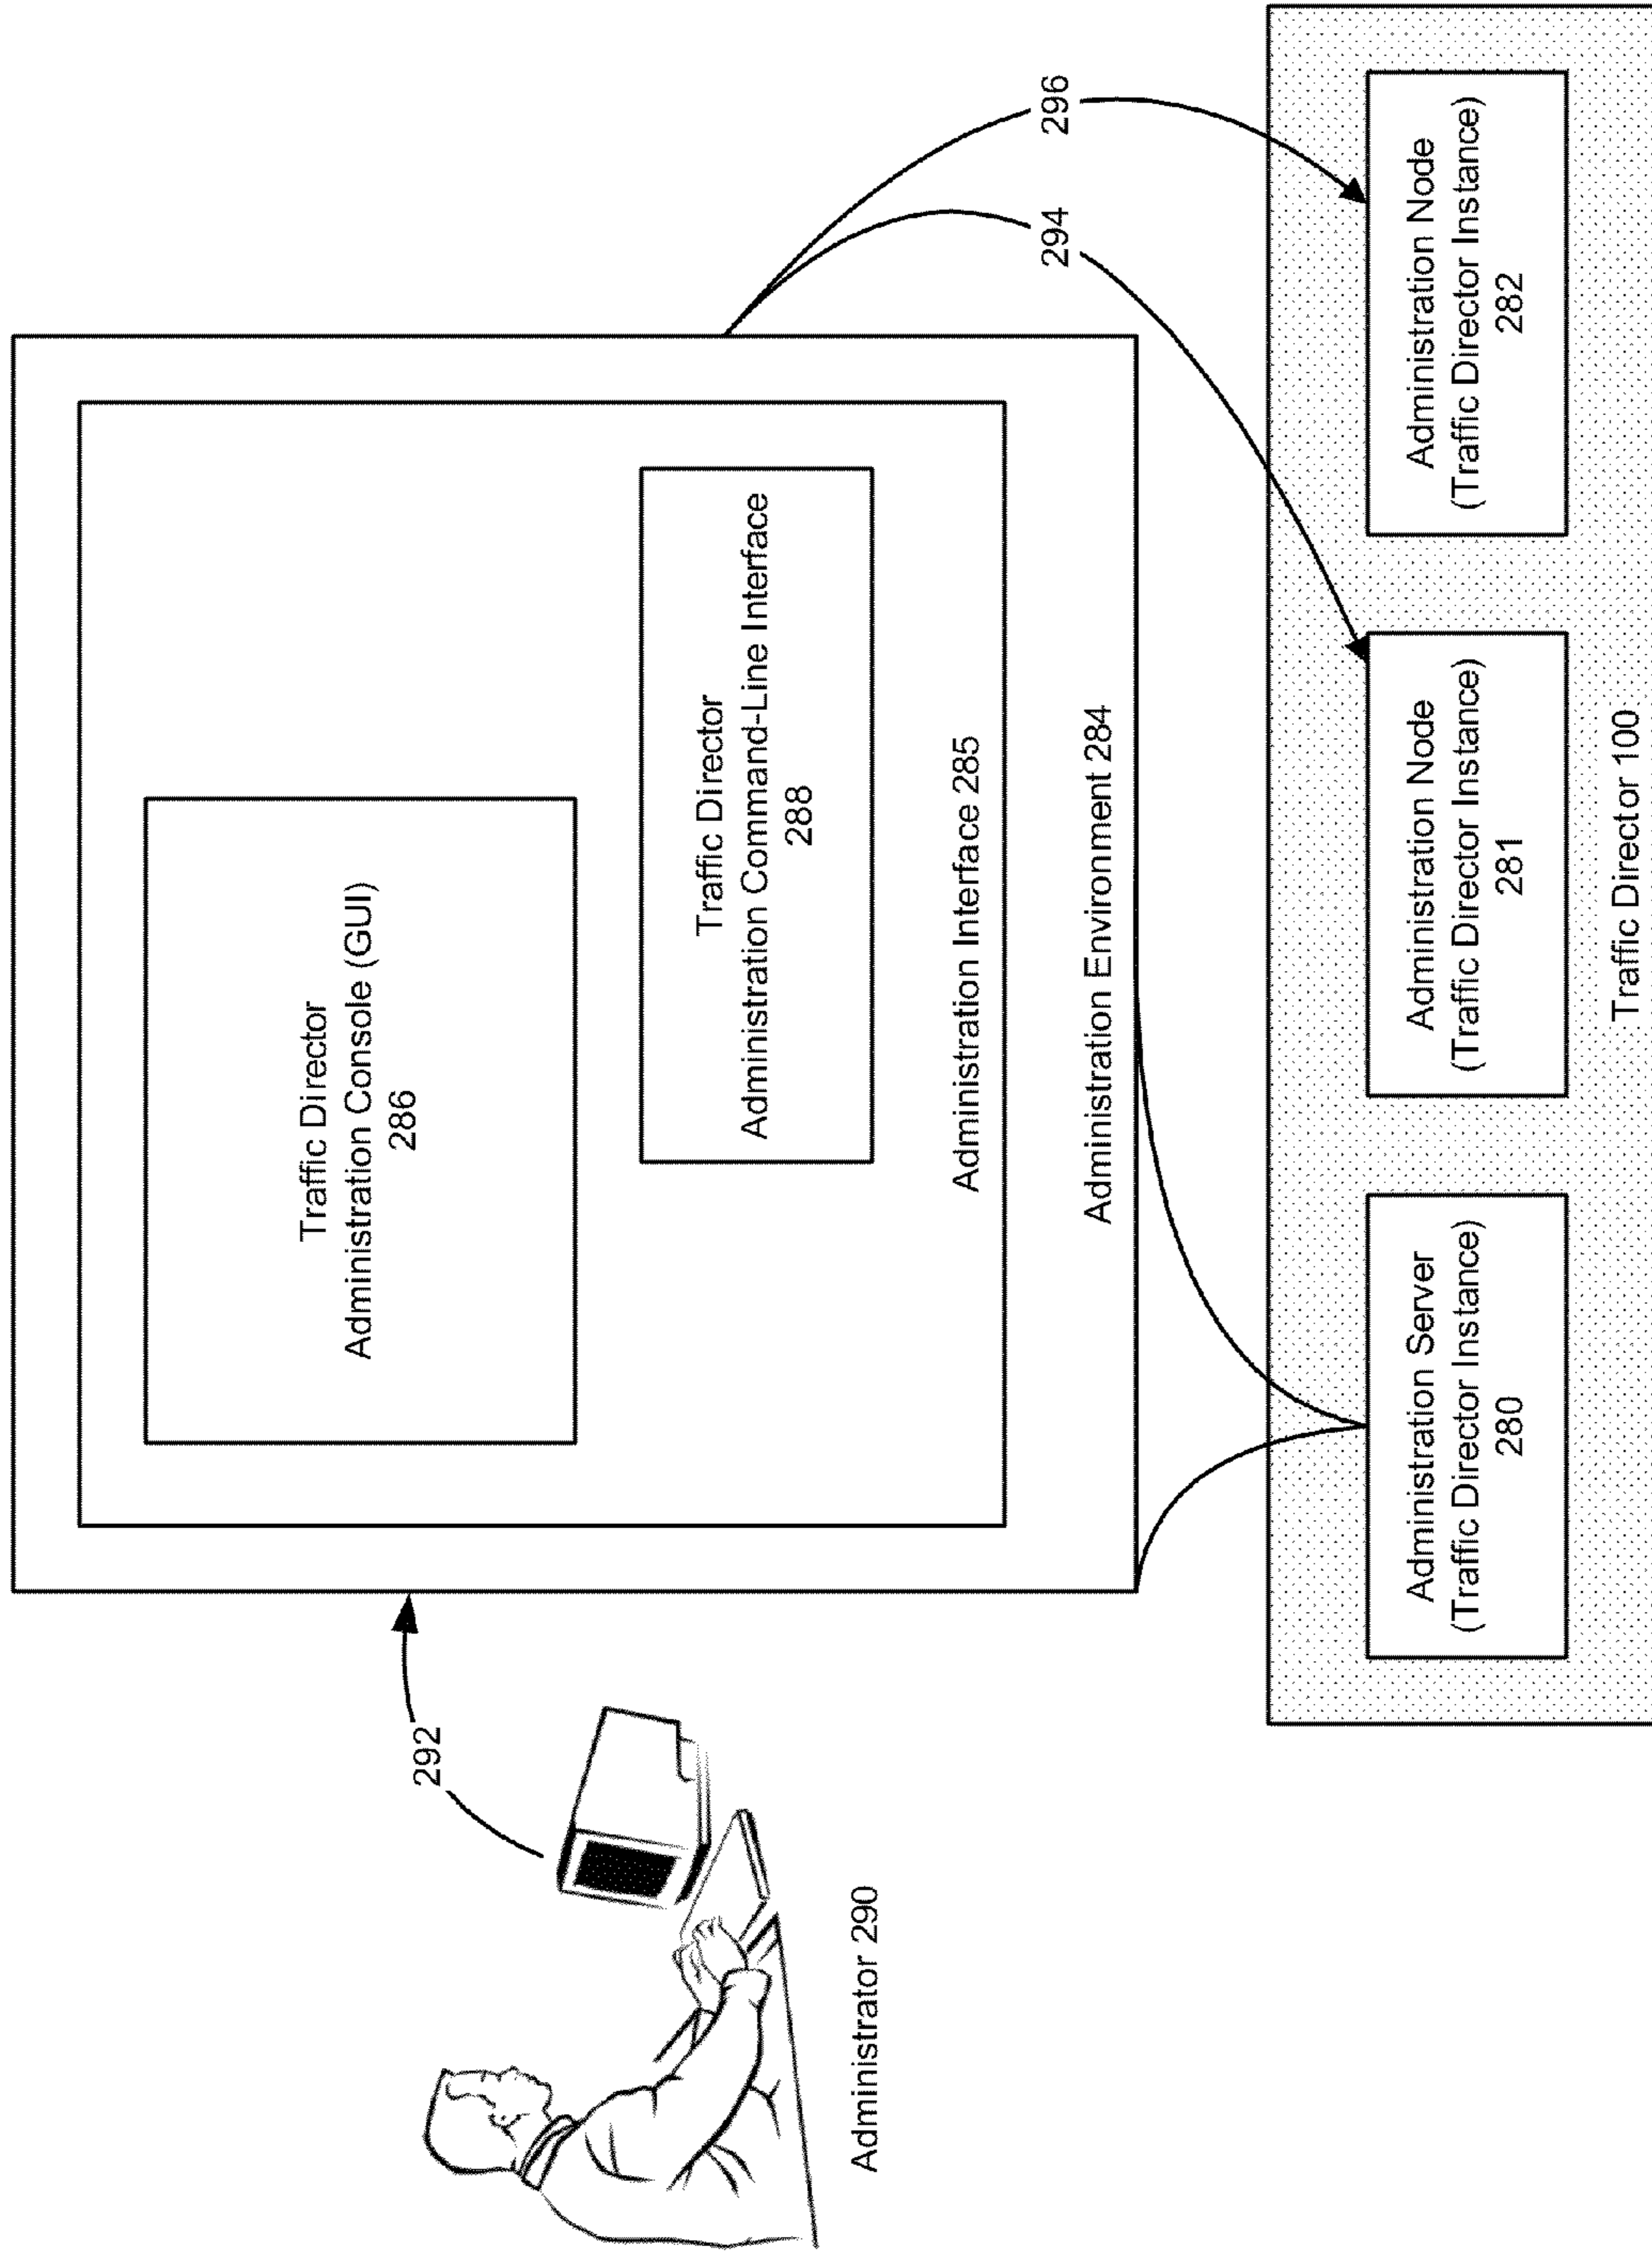 Traffic Director
Administration Console (GUI)
286
Traffic Director
Administration Command-Line Interface
288
Administration Interface 285
Administration Environment 284
292
Administrator 290
294
296
Administration Server
(Traffic Director Instance)
280
Administration Node
(Traffic Director Instance)
281
Administration Node
(Traffic Director Instance)
282
Traffic Director 100